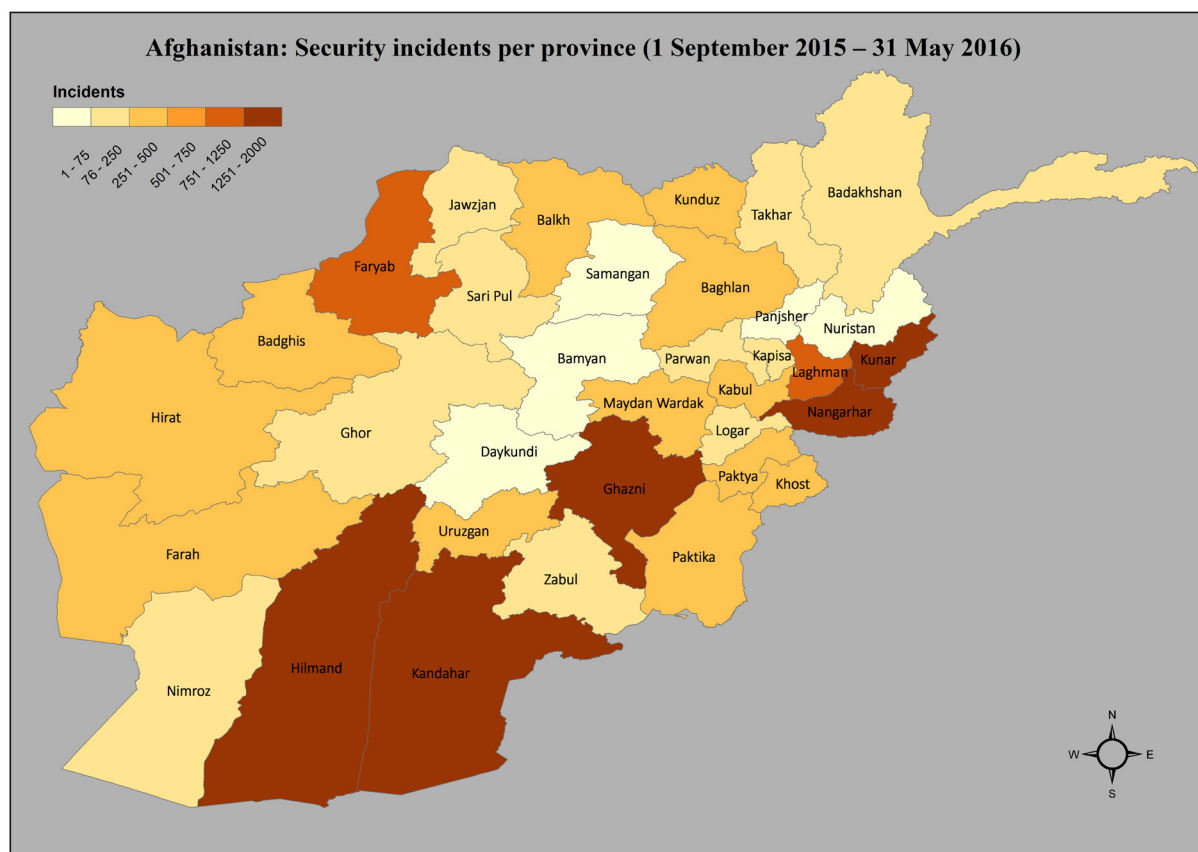 Afghanistan: Security incidents per province (1 September 2015 – 31 May 2016)
Incidents
1 - 75
76 - 250
251 - 500
501 - 750
751 - 1250
1251 - 2000
Badakhshan
Jawzjan
Balkh
Kunduz
Takhar
Faryab
Samangan
Sari Pul
Baghlan
Panjsher
Nuristan
Badghis
Bamyan
Parwan
Kapisa
Kunar
Laghman
Kabul
Hirat
Maydan Wardak
Nangarhar
Ghor
Logar
Daykundi
Paktya
Khost
Ghazni
Uruzgan
Farah
Paktika
Zabul
Hilmand
Kandahar
Nimroz
N
W
E
S